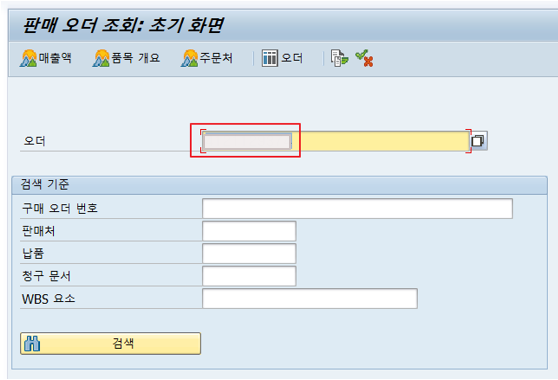 판매 오더 조회: 초기 화면
매출액 품목 개요 주문처 오더
오더
검색 기준
구매 오더 번호
판매처
납품
청구 문서
WBS 요소
검색